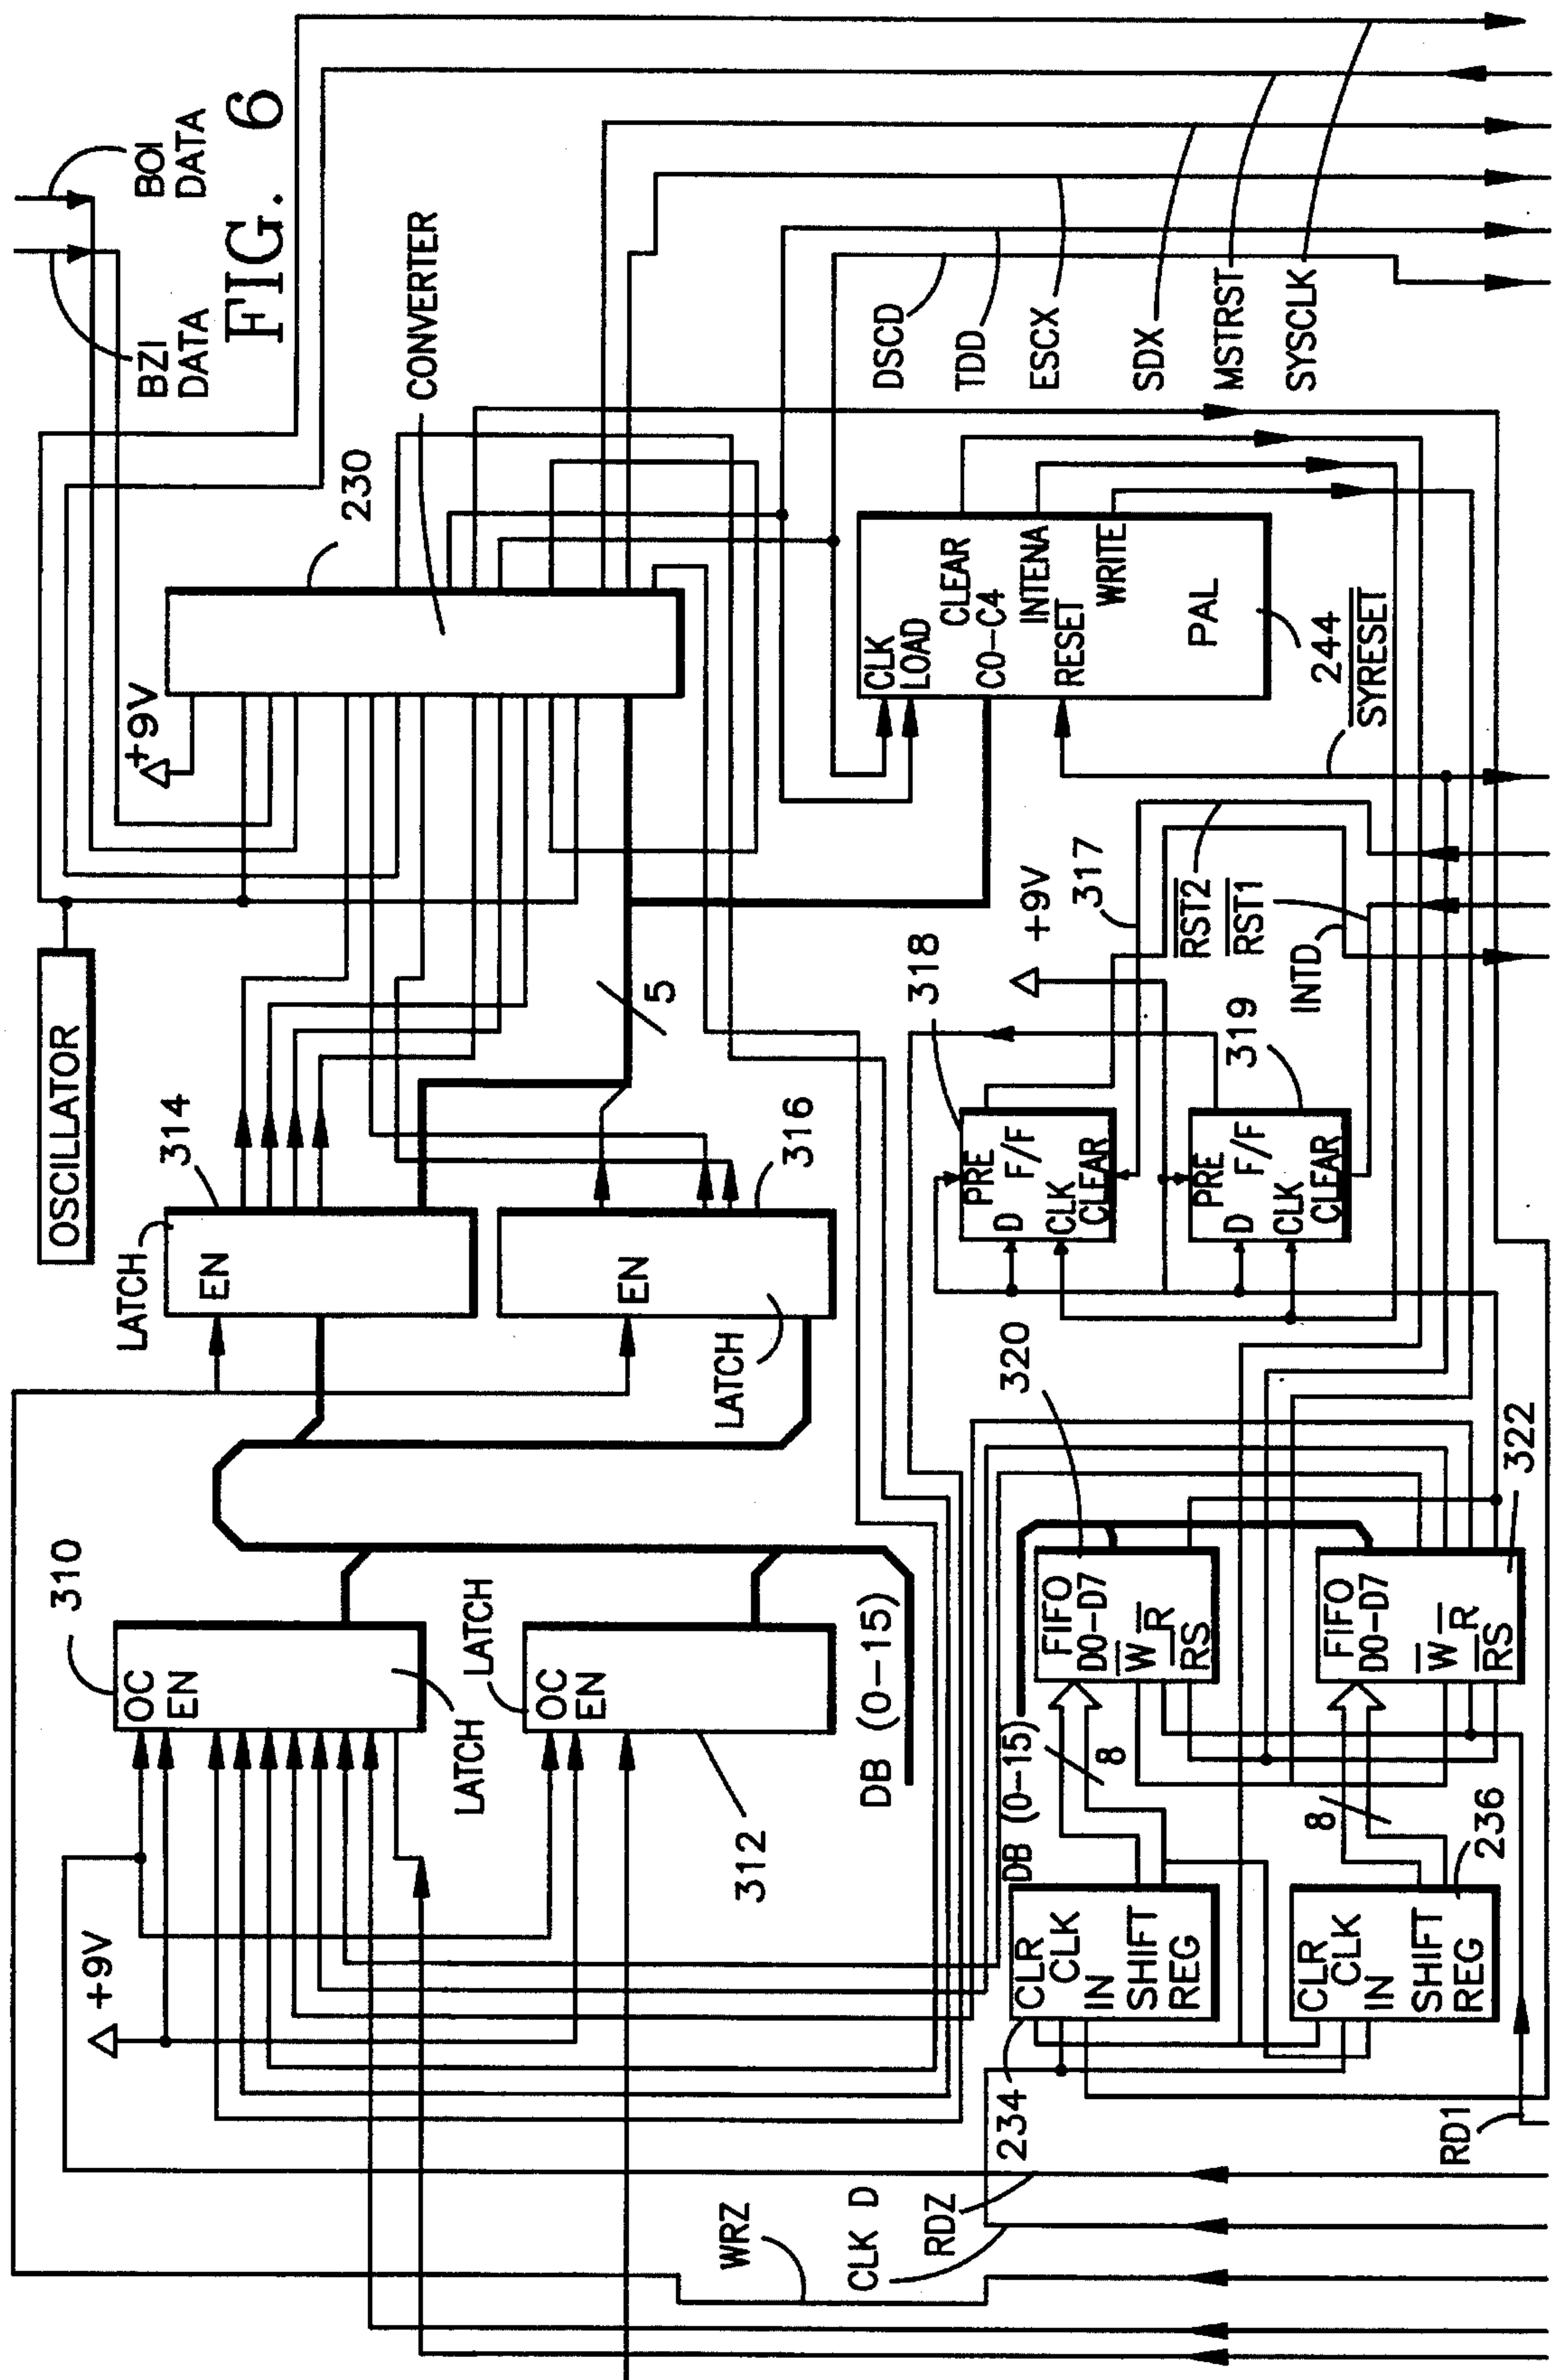 FIG. 6
BOI
DATA
BZI
DATA
OSCILLATOR
+9V
230
CONVERTER
314
LATCH
EN
316
EN
LATCH
5
310
OC
EN
LATCH
LATCH
OC
EN
312
+9V
DB (0-15)
DSCD
TDD
ESCX
SDX
MSTRST
SYSCLK
CLK
LOAD
CLEAR
C0-C4
INTENA
RESET
WRITE
PAL
244
SYRESET
317
+9V
RST2
RST1
INTD
318
PRE
D F/F
CLK
CLEAR
319
PRE
D F/F
CLK
CLEAR
320
FIFO
D0-D7
W
R
RS
322
FIFO
D0-D7
W
R
RS
DB (0-15)
8
8
234
CLR
CLK
IN
SHIFT
REG
236
CLR
CLK
IN
SHIFT
REG
RD1
RDZ
CLK D
WRZ